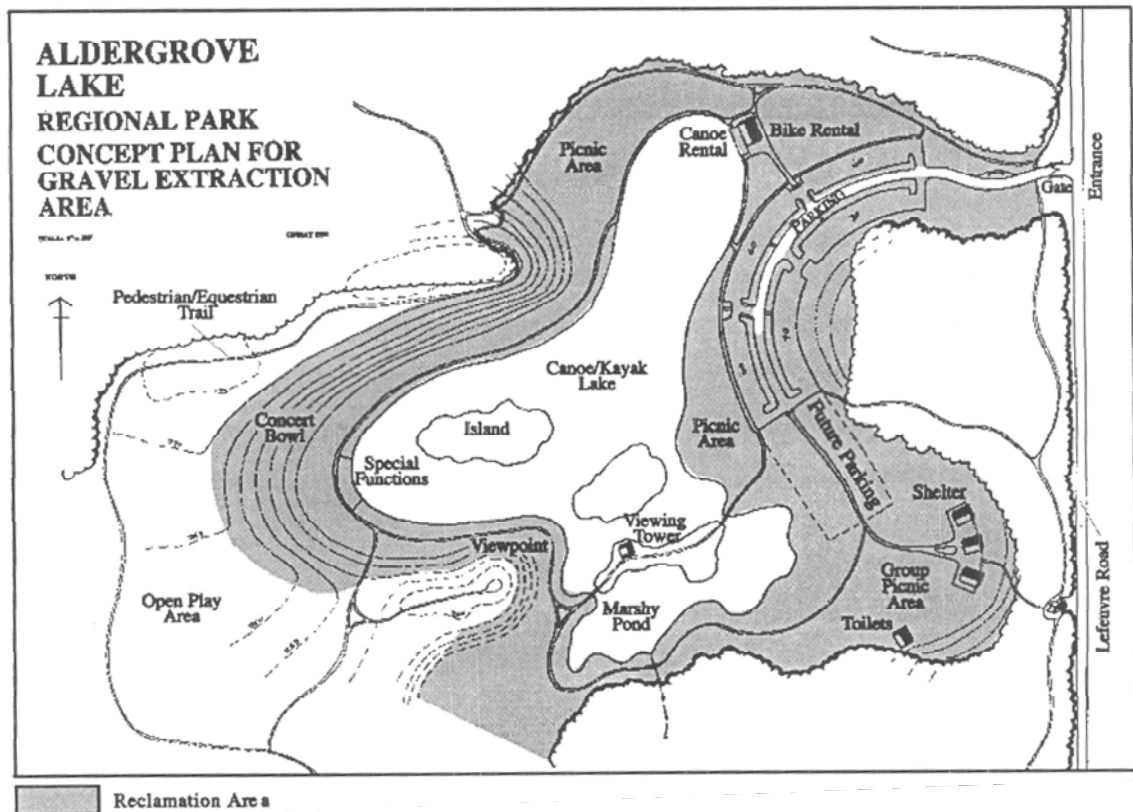 ALDERGROVE
LAKE
REGIONAL PARK
CONCEPT PLAN FOR
GRAVEL EXTRACTION
AREA
NORTH
Pedestrian/Equestrian
Trail
Picnic
Area
Canoe
Rental
Bike Rental
PARKING
Gate
Entrance
Canoe/Kayak
Lake
Concert
Bowl
Island
Special
Functions
Picnic
Area
Future Parking
Viewing
Tower
Viewpoint
Shelter
Open Play
Area
Marshy
Pond
Group
Picnic
Area
Toilets
Lefeuvre Road
Reclamation Area